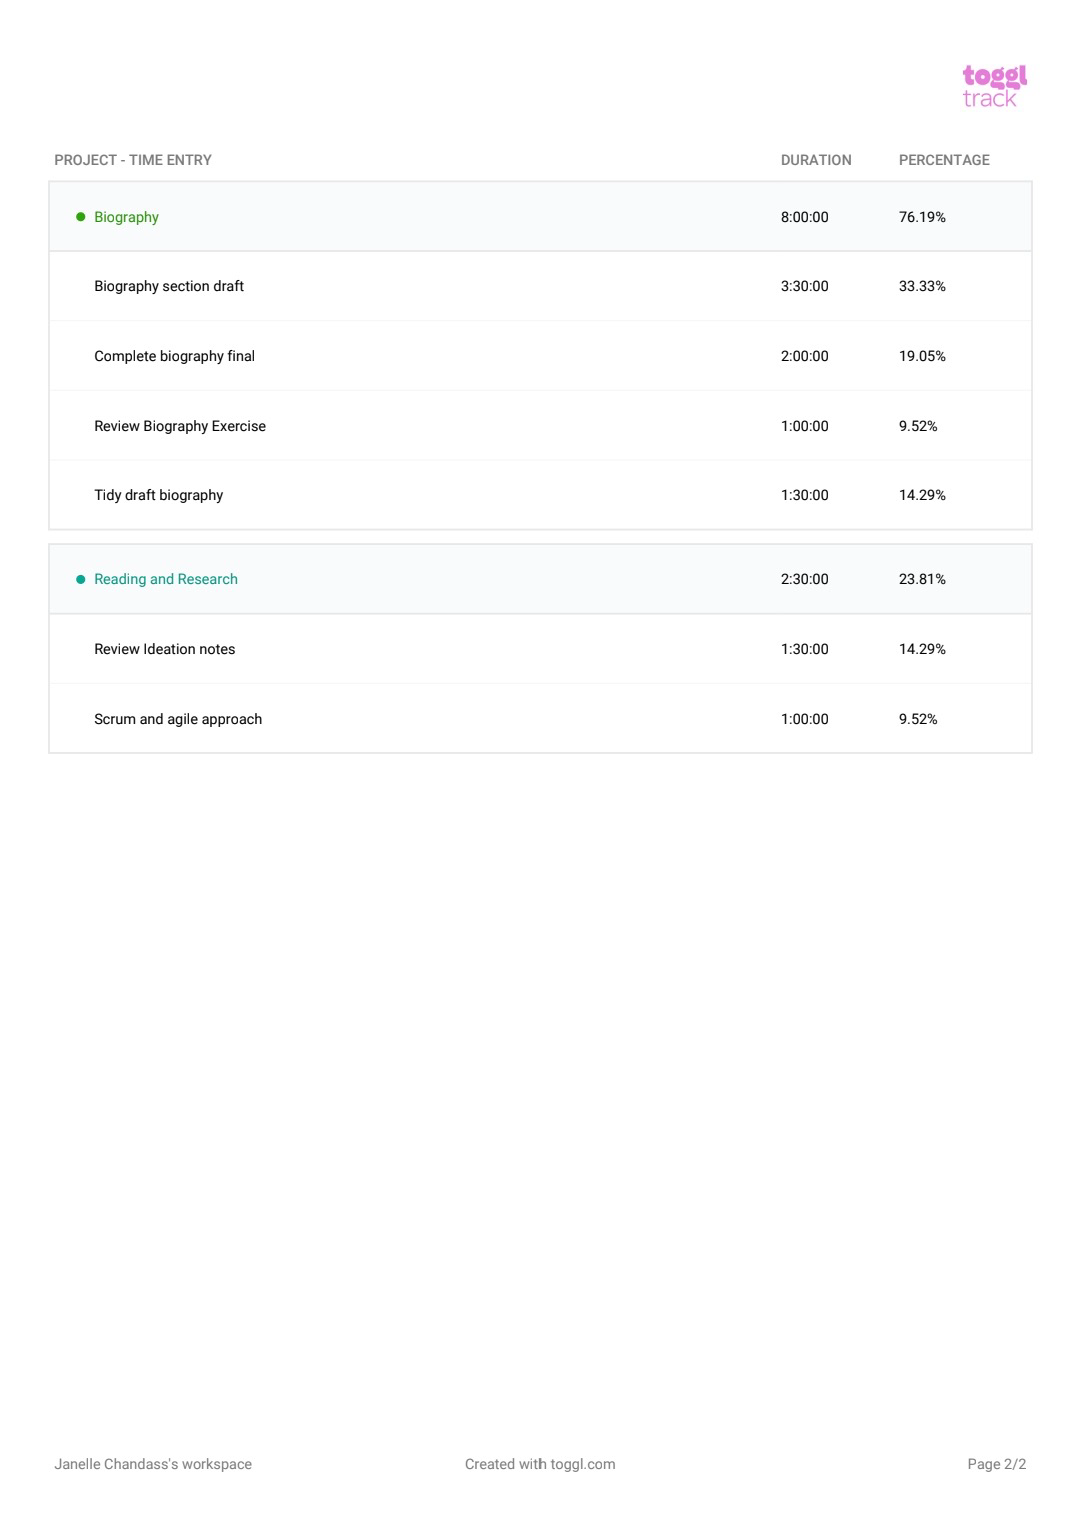 toggl
track
PROJECT - TIME ENTRY DURATION PERCENTAGE
Biography 8:00:00 76.19%
Biography section draft 3:30:00 33.33%
Complete biography final 2:00:00 19.05%
Review Biography Exercise 1:00:00 9.52%
Tidy draft biography 1:30:00 14.29%
Reading and Research 2:30:00 23.81%
Review Ideation notes 1:30:00 14.29%
Scrum and agile approach 1:00:00 9.52%
Janelle Chandass's workspace Created with toggl.com Page 2/2